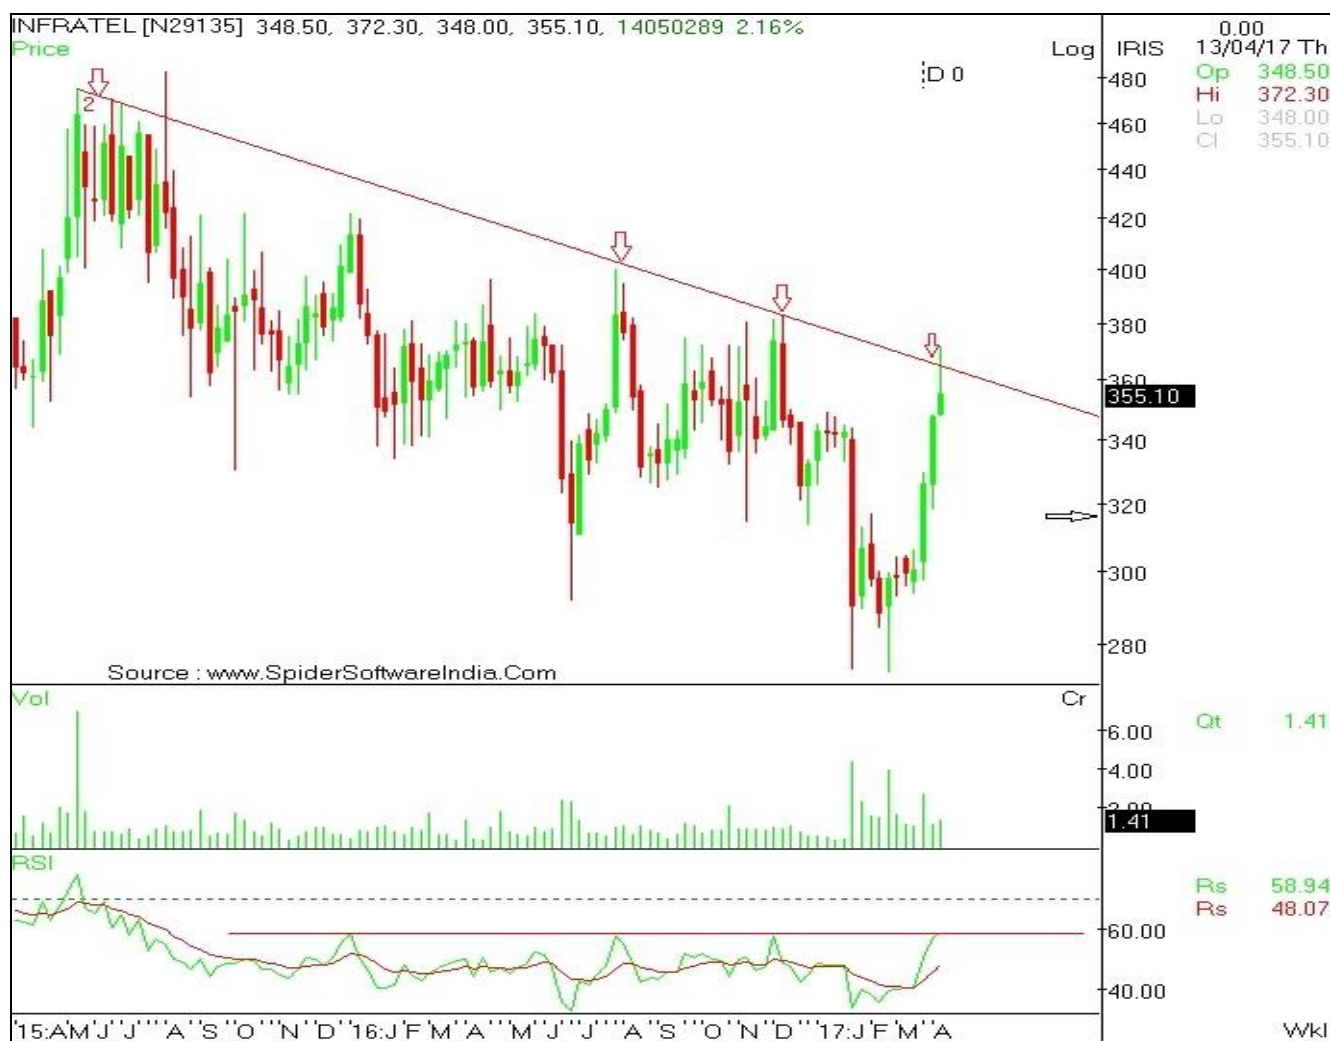 INFRATEL [N29135] 348.50, 372.30, 348.00, 355.10, 14050289 2.16%
0.00
Price
Log
IRIS
13/04/17 Th
D 0
Op 348.50
Hi 372.30
Lo 348.00
Cl 355.10
2
480
460
440
420
400
380
360
355.10
340
320
300
280
Source : www.SpiderSoftwareIndia.Com
Vol
Cr
Qt 1.41
6.00
4.00
2.00
1.41
RSI
Rs 58.94
Rs 48.07
60.00
40.00
'15:A M J J A S O N D 16:J F M A M J J A S O N D 17:J F M A
Wkl